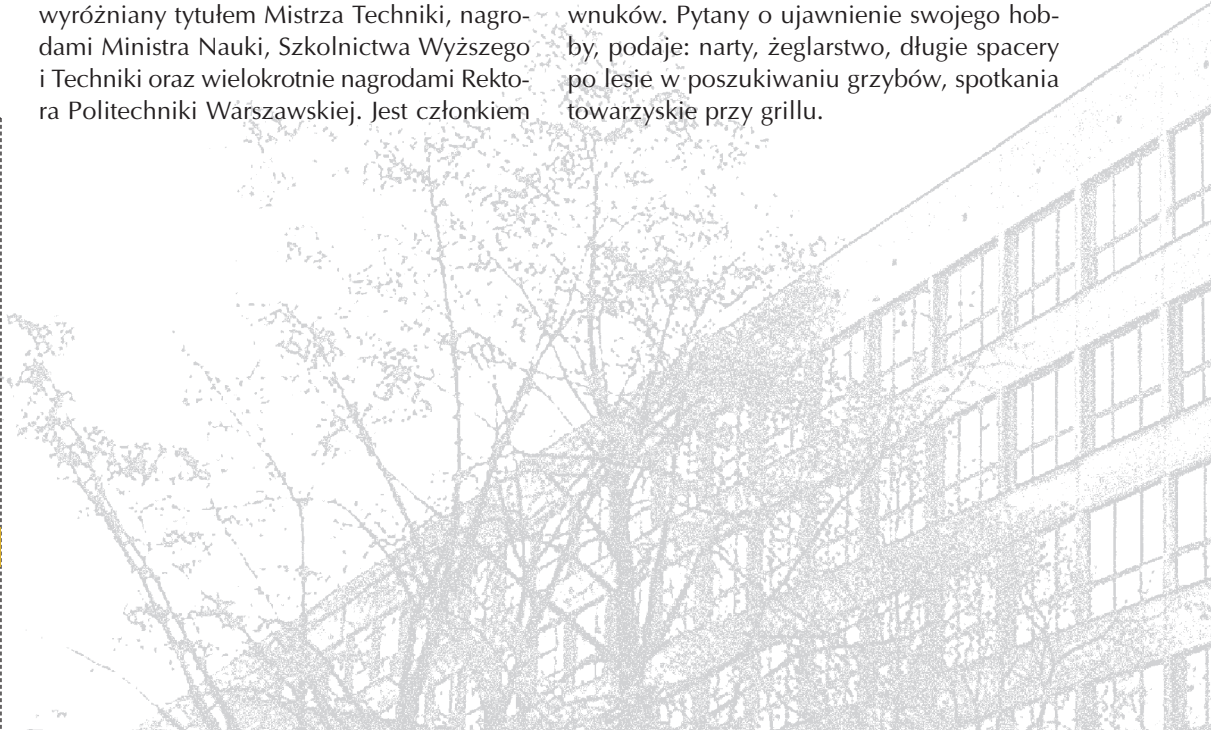 wyróżniany tytułem Mistrza Techniki, nagro-
dami Ministra Nauki, Szkolnictwa Wyższego
i Techniki oraz wielokrotnie nagrodami Rekto-
ra Politechniki Warszawskiej. Jest członkiem
wnuków. Pytany o ujawnienie swojego hob-
by, podaje: narty, żeglarstwo, długie spacery
po lesie w poszukiwaniu grzybów, spotkania
towarzyskie przy grillu.